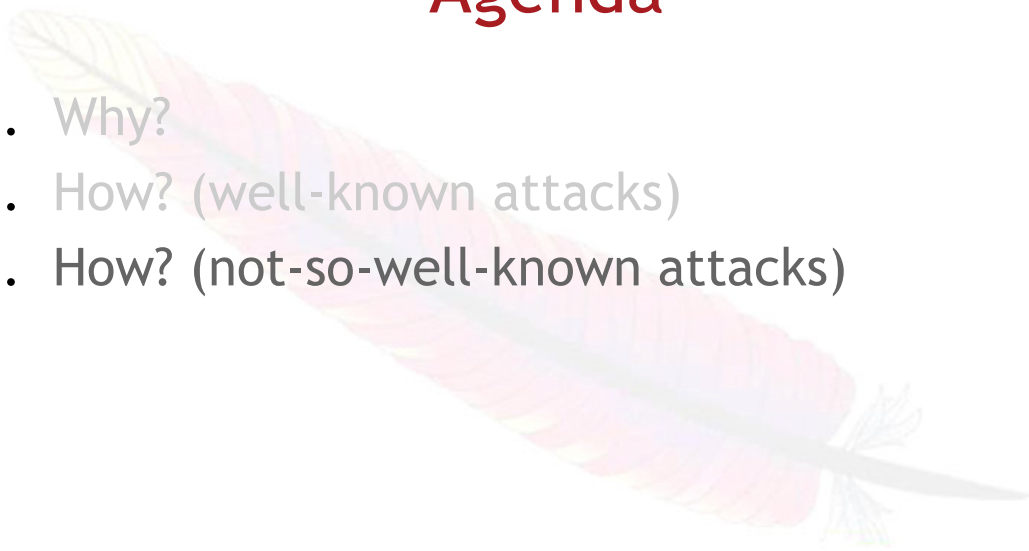 Agenda
. Why?
. How? (well-known attacks)
. How? (not-so-well-known attacks)